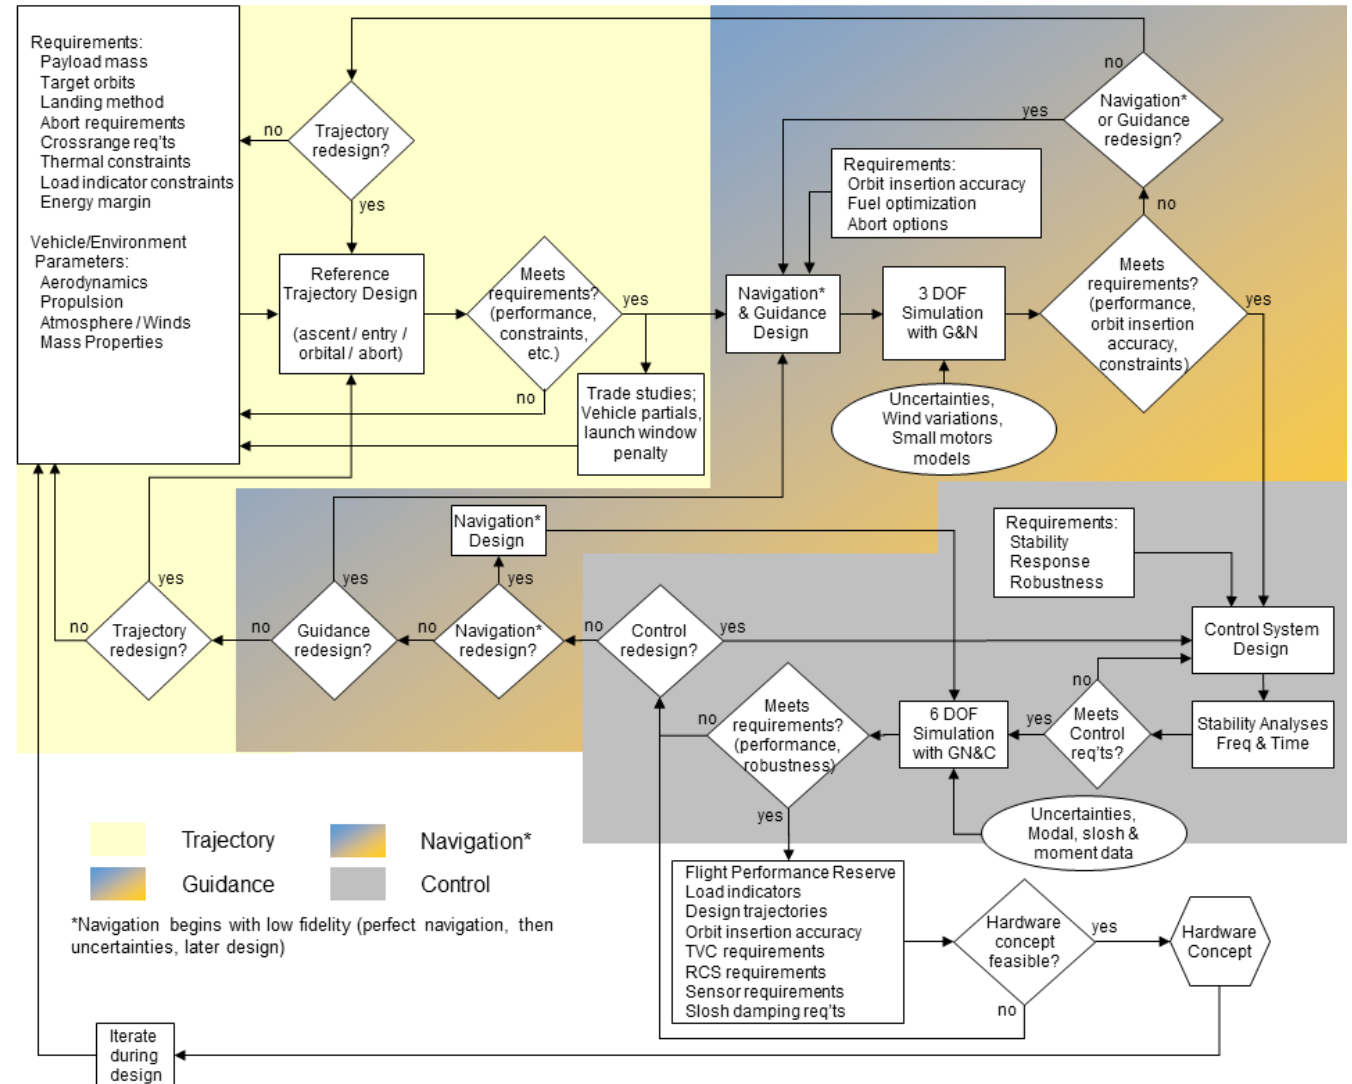 Requirements:
Payload mass
Target orbits
Landing method
Abort requirements
Crossrange req'ts
Thermal constraints
Load indicator constraints
Energy margin
Vehicle/Environment
Parameters:
Aerodynamics
Propulsion
Atmosphere / Winds
Mass Properties
no
Trajectory
redesign?
yes
Reference
Trajectory Design
(ascent / entry /
orbital / abort)
Meets
requirements?
(performance,
constraints,
etc.)
yes
no
Trade studies;
Vehicle partials,
launch window
penalty
no
Navigation*
or Guidance
redesign?
yes
Requirements:
Orbit insertion accuracy
Fuel optimization
Abort options
no
Navigation*
& Guidance
Design
3 DOF
Simulation
with G&N
Meets
requirements?
(performance,
orbit insertion
accuracy,
constraints)
yes
Uncertainties,
Wind variations,
Small motors
models
Navigation*
Design
Requirements:
Stability
Response
Robustness
yes
yes
yes
no
Trajectory
redesign?
no
Guidance
redesign?
no
Navigation*
redesign?
no
Control
redesign?
yes
Control System
Design
no
Meets
requirements?
(performance,
robustness)
no
6 DOF
Simulation
with GN&C
yes
Meets
Control
req'ts?
Stability Analyses
Freq & Time
yes
Uncertainties,
Modal, slosh &
moment data
Trajectory
Navigation*
Guidance
Control
*Navigation begins with low fidelity (perfect navigation, then
uncertainties, later design)
Flight Performance Reserve
Load indicators
Design trajectories
Orbit insertion accuracy
TVC requirements
RCS requirements
Sensor requirements
Slosh damping req'ts
Hardware
concept
feasible?
yes
Hardware
Concept
no
Iterate
during
design